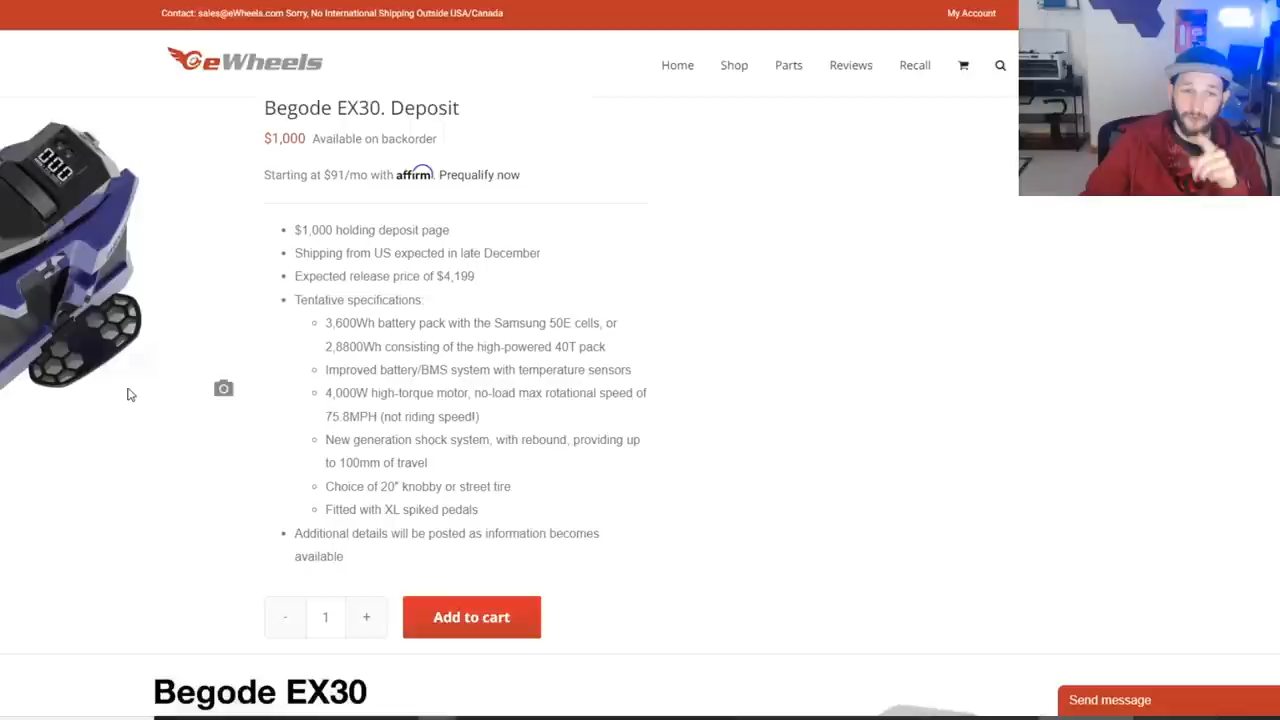 Contact: sales@eWheels.com Sorry, No International Shipping Outside USA/Canada
My Account
eWheels
Home Shop Parts Reviews Recall
Begode EX30. Deposit
$1,000 Available on backorder
Starting at $91/mo with affirm. Prequalify now
000
• $1,000 holding deposit page
• Shipping from US expected in late December
• Expected release price of $4,199
• Tentative specifications:
○ 3,600Wh battery pack with the Samsung 50E cells, or
2,8800Wh consisting of the high-powered 40T pack
○ Improved battery/BMS system with temperature sensors
○ 4,000W high-torque motor, no-load max rotational speed of
75.8MPH (not riding speed!)
○ New generation shock system, with rebound, providing up
to 100mm of travel
○ Choice of 20" knobby or street tire
○ Fitted with XL spiked pedals
• Additional details will be posted as information becomes
available
- 1 + Add to cart
Begode EX30
Send message